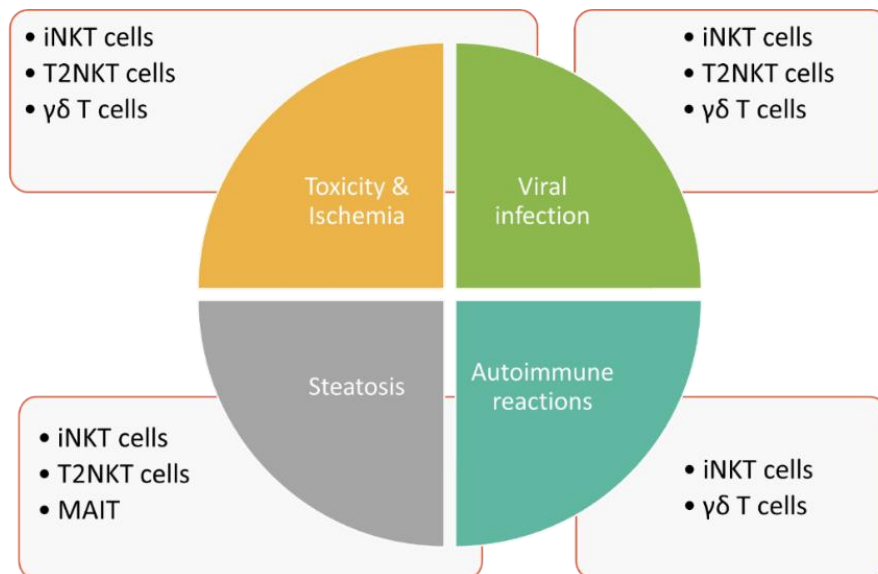 • iNKT cells
• T2NKT cells
• γδ T cells
• iNKT cells
• T2NKT cells
• γδ T cells
Toxicity &
Ischemia
Viral
infection
Steatosis
Autoimmune
reactions
• iNKT cells
• T2NKT cells
• MAIT
• iNKT cells
• γδ T cells